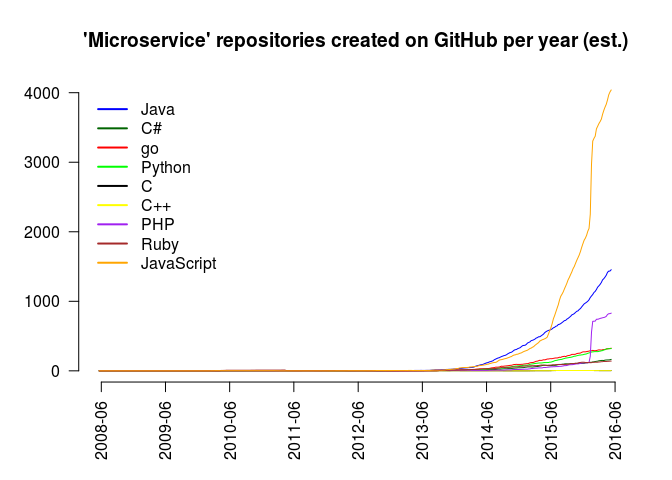 'Microservice' repositories created on GitHub per year (est.)
4000
3000
2000
1000
0
Java
C#
go
Python
C
C++
PHP
Ruby
JavaScript
2008-06
2009-06
2010-06
2011-06
2012-06
2013-06
2014-06
2015-06
2016-06